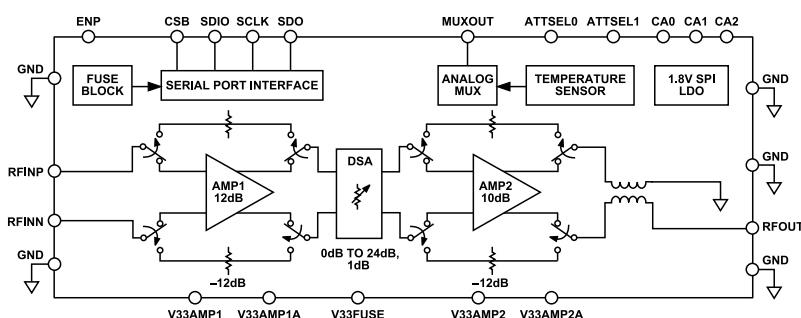 ENP
CSB SDIO SCLK SDO
MUXOUT
ATTSEL0 ATTSEL1 CA0 CA1 CA2
GND
FUSE
BLOCK
SERIAL PORT INTERFACE
ANALOG
MUX
TEMPERATURE
SENSOR
1.8V SPI
LDO
GND
RFINP
AMP1
12dB
DSA
AMP2
10dB
GND
RFINN
RFOUT
GND
0dB TO 24dB,
1dB
–12dB
–12dB
GND
V33AMP1 V33AMP1A V33FUSE V33AMP2 V33AMP2A